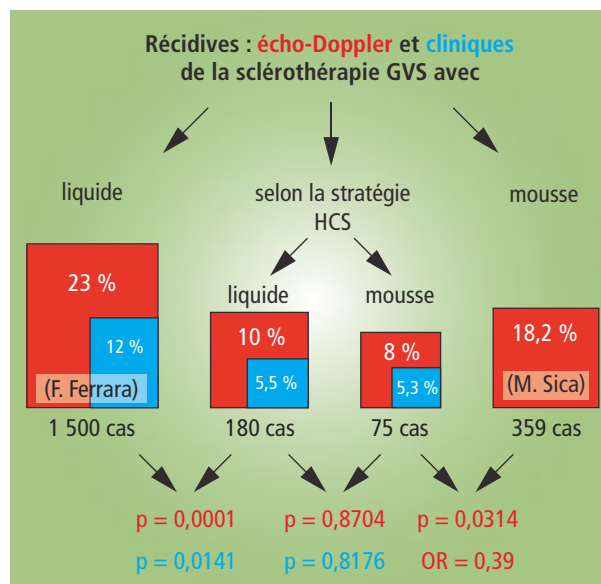 Récidives : écho-Doppler et cliniques
de la sclérothérapie GVS avec
liquide
selon la stratégie
HCS
mousse
liquide
mousse
23 %
12 %
(F. Ferrara)
10 %
5,5 %
8 %
5,3 %
18,2 %
(M. Sica)
1 500 cas
180 cas
75 cas
359 cas
p = 0,0001
p = 0,8704
p = 0,0314
p = 0,0141
p = 0,8176
OR = 0,39